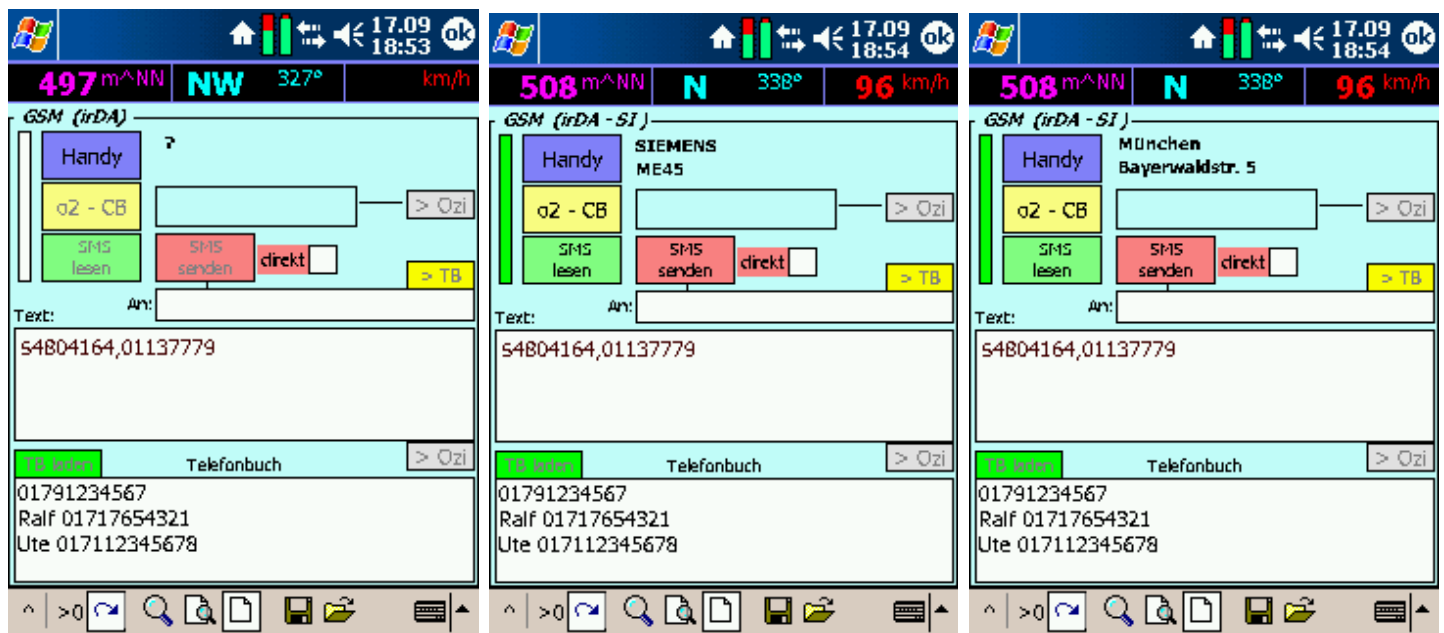 17.09
18:53
ok
497 m^NN NW 327° km/h
GSM (irDA)
Handy
?
o2 - CB
> Ozi
SMS
lesen
SMS
senden
direkt
> TB
An:
Text:
s4804164,01137779
> Ozi
TB laden
Telefonbuch
01791234567
Ralf 01717654321
Ute 017112345678
^ >0
17.09
18:54
ok
508 m^NN N 338° 96 km/h
GSM (irDA - SI)
Handy
SIEMENS
ME45
o2 - CB
> Ozi
SMS
lesen
SMS
senden
direkt
> TB
An:
Text:
s4804164,01137779
> Ozi
TB laden
Telefonbuch
01791234567
Ralf 01717654321
Ute 017112345678
^ >0
17.09
18:54
ok
508 m^NN N 338° 96 km/h
GSM (irDA - SI)
Handy
München
Bayerwaldstr. 5
o2 - CB
> Ozi
SMS
lesen
SMS
senden
direkt
> TB
An:
Text:
s4804164,01137779
> Ozi
TB laden
Telefonbuch
01791234567
Ralf 01717654321
Ute 017112345678
^ >0